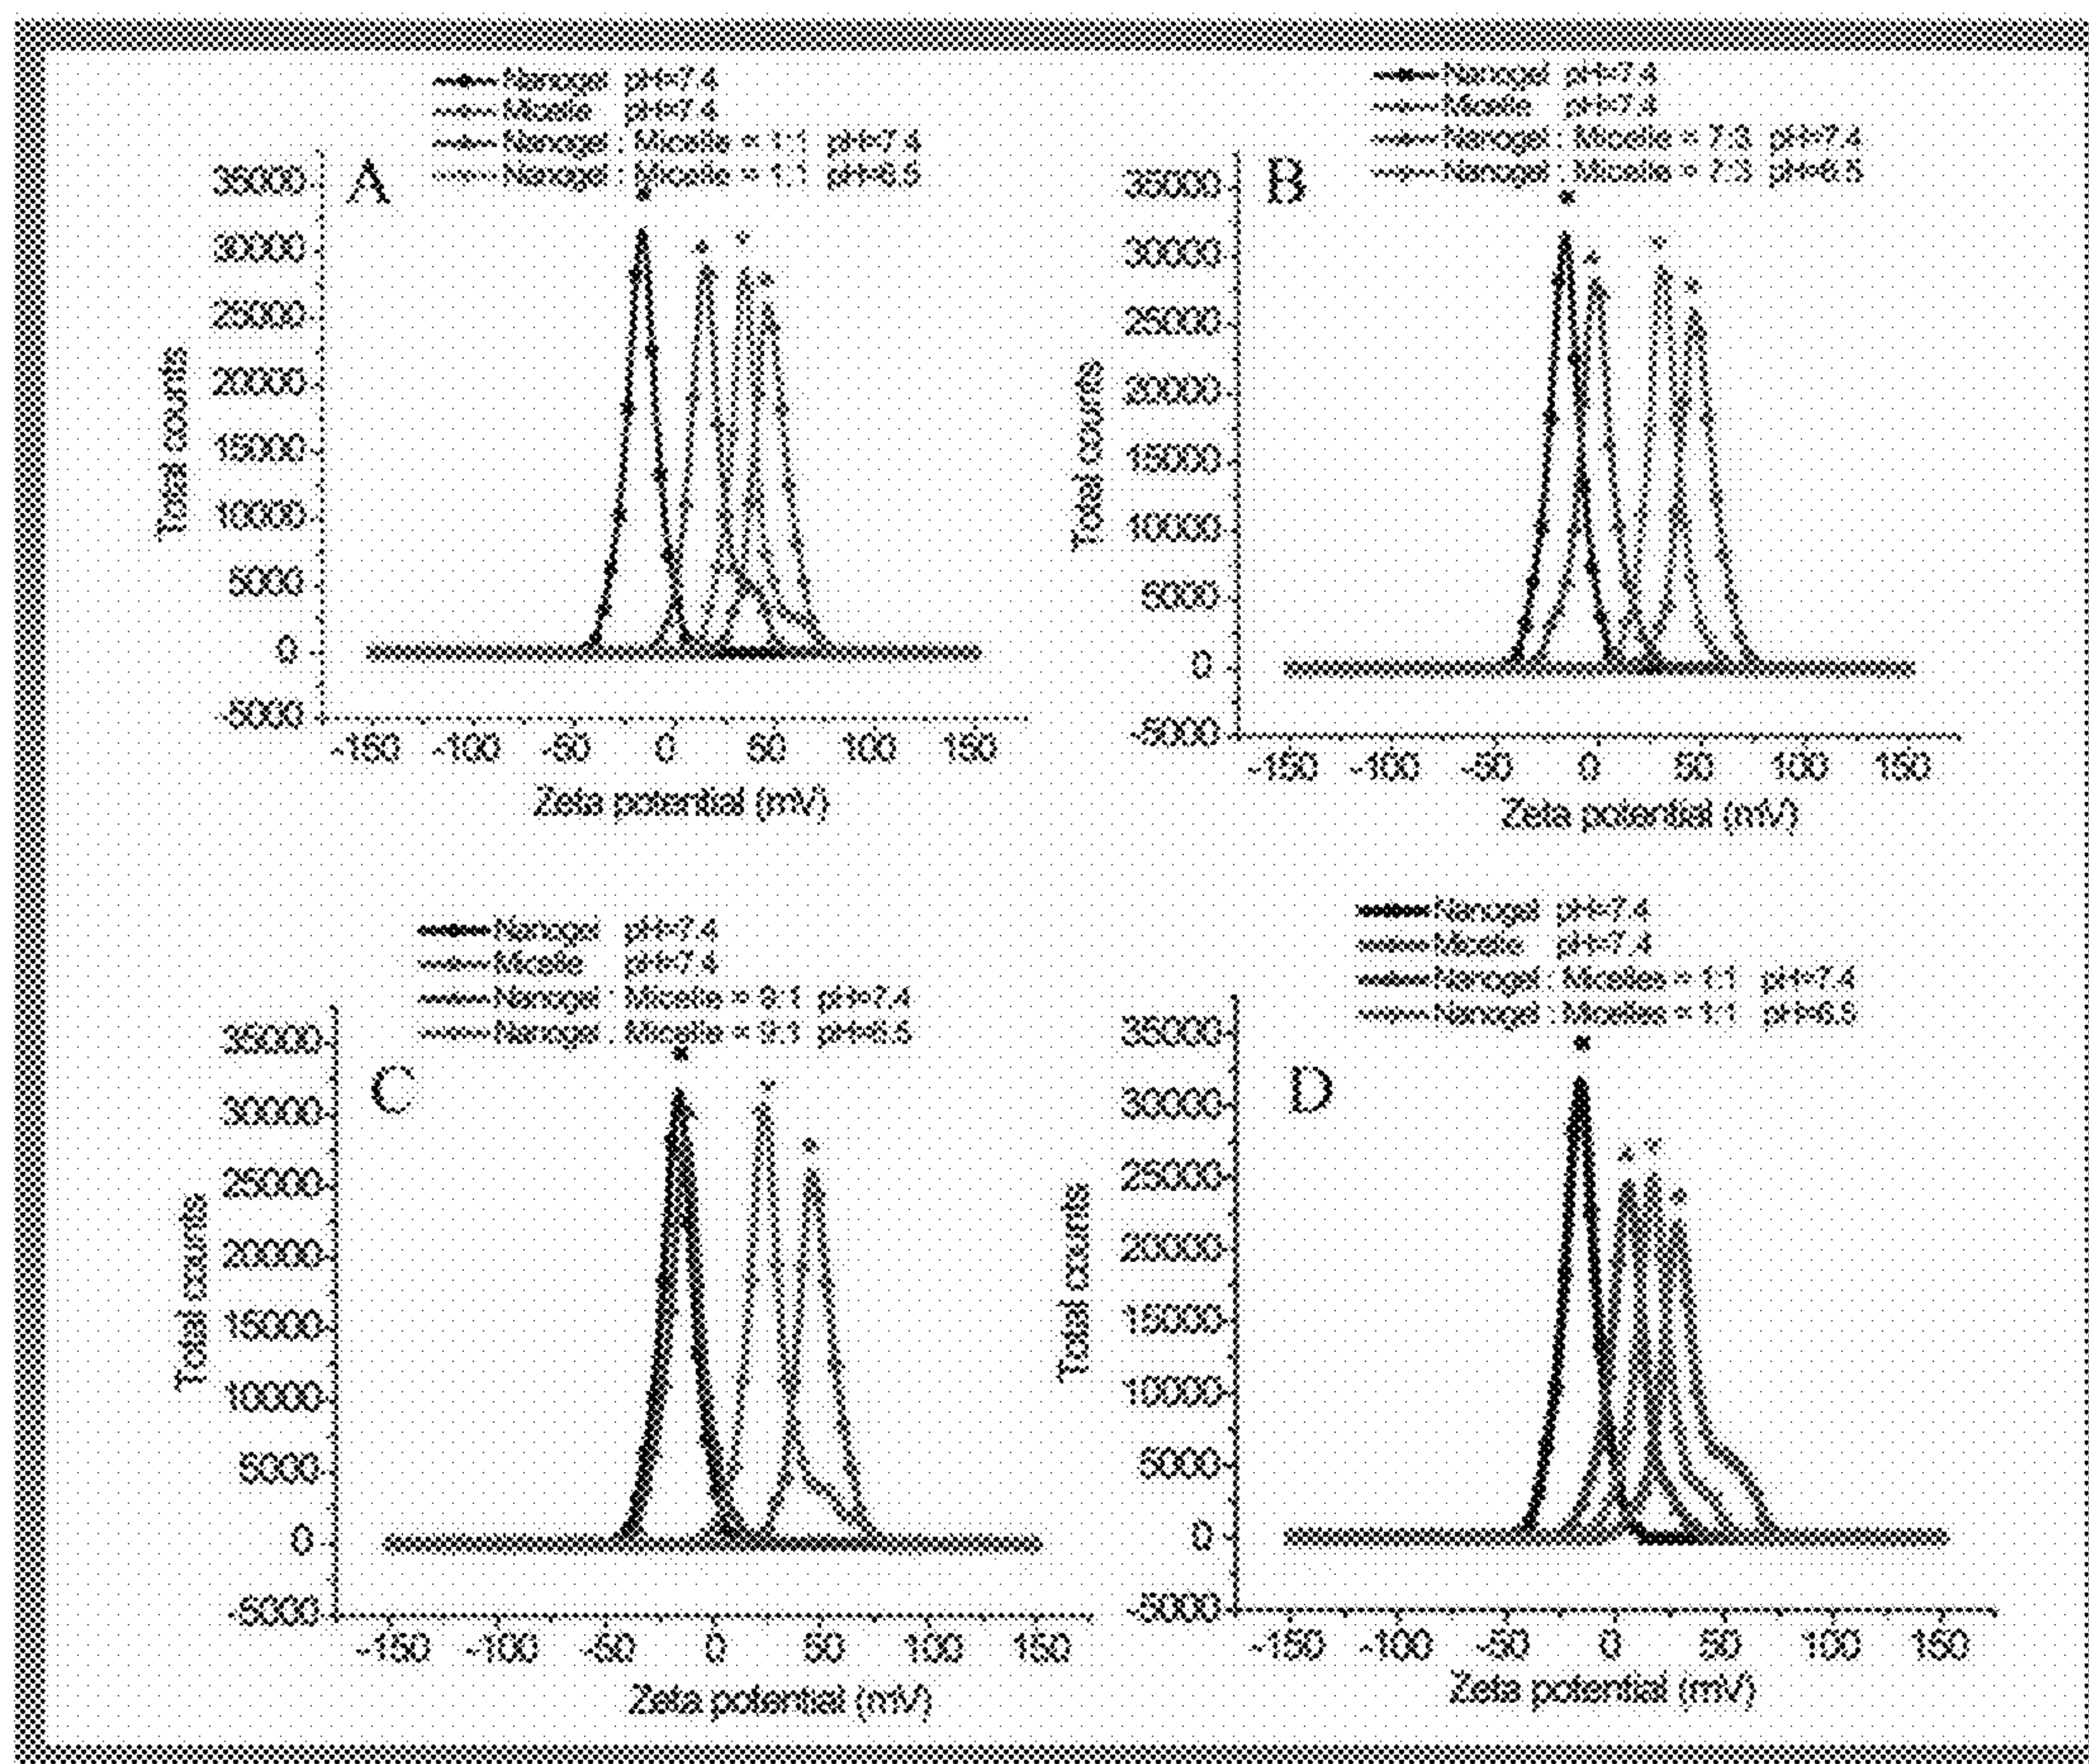 Nanogel pH=7.4
Micelle pH=7.4
Nanogel : Micelle = 1:1 pH=7.4
Nanogel : Micelle = 1:1 pH=6.5
A
35000
30000
25000
20000
15000
10000
5000
0
-5000
Total counts
-150 -100 -50 0 50 100 150
Zeta potential (mV)
Nanogel pH=7.4
Micelle pH=7.4
Nanogel : Micelle = 7:3 pH=7.4
Nanogel : Micelle = 7:3 pH=6.5
B
35000
30000
25000
20000
15000
10000
5000
0
-5000
Total counts
-150 -100 -50 0 50 100 150
Zeta potential (mV)
Nanogel pH=7.4
Micelle pH=7.4
Nanogel : Micelle = 9:1 pH=7.4
Nanogel : Micelle = 9:1 pH=6.5
C
35000
30000
25000
20000
15000
10000
5000
0
-5000
Total counts
-150 -100 -50 0 50 100 150
Zeta potential (mV)
Nanogel pH=7.4
Micelle pH=7.4
Nanogel : Micelles = 1:1 pH=7.4
Nanogel : Micelles = 1:1 pH=6.5
D
35000
30000
25000
20000
15000
10000
5000
0
-5000
Total counts
-150 -100 -50 0 50 100 150
Zeta potential (mV)